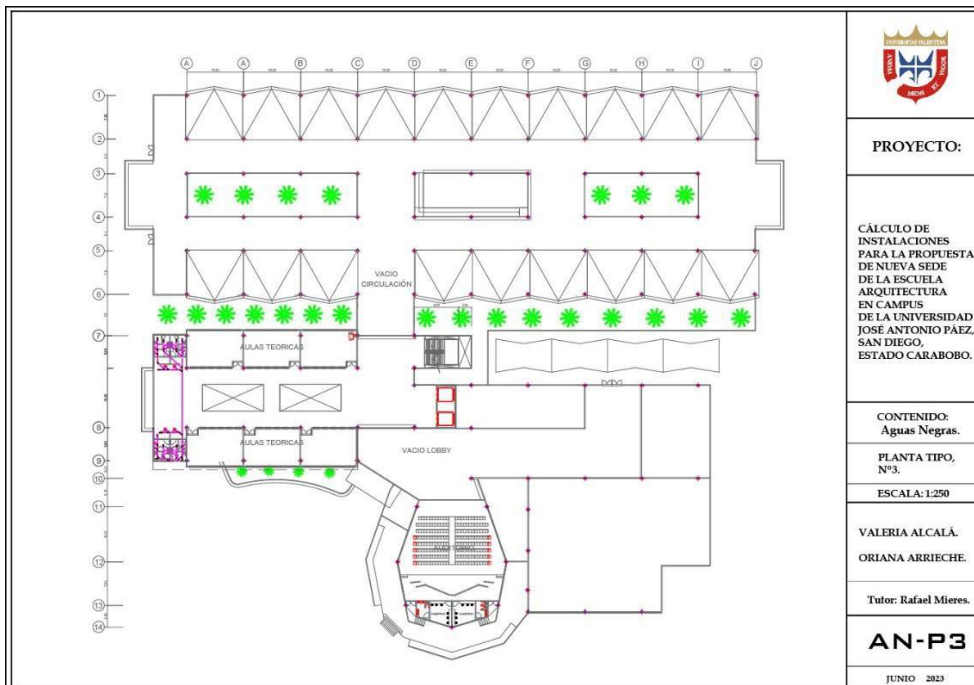 A A B C D E F G H I J
1
2
3
4
5
6
7
8
9
10
11
12
13
14
VACIO
CIRCULACIÓN
AULAS TEORICAS
AULAS TEORICAS
VACIO LOBBY
AUDITORIO
PROYECTO:
CÁLCULO DE
INSTALACIONES
PARA LA PROPUESTA
DE NUEVA SEDE
DE LA ESCUELA
ARQUITECTURA
EN CAMPUS
DE LA UNIVERSIDAD
JOSÉ ANTONIO PÁEZ,
SAN DIEGO,
ESTADO CARABOBO.
CONTENIDO:
Aguas Negras.
PLANTA TIPO,
N°3.
ESCALA: 1:250
VALERIA ALCALÁ.
ORIANA ARRIECHE.
Tutor: Rafael Mieres.
AN-P3
JUNIO 2023